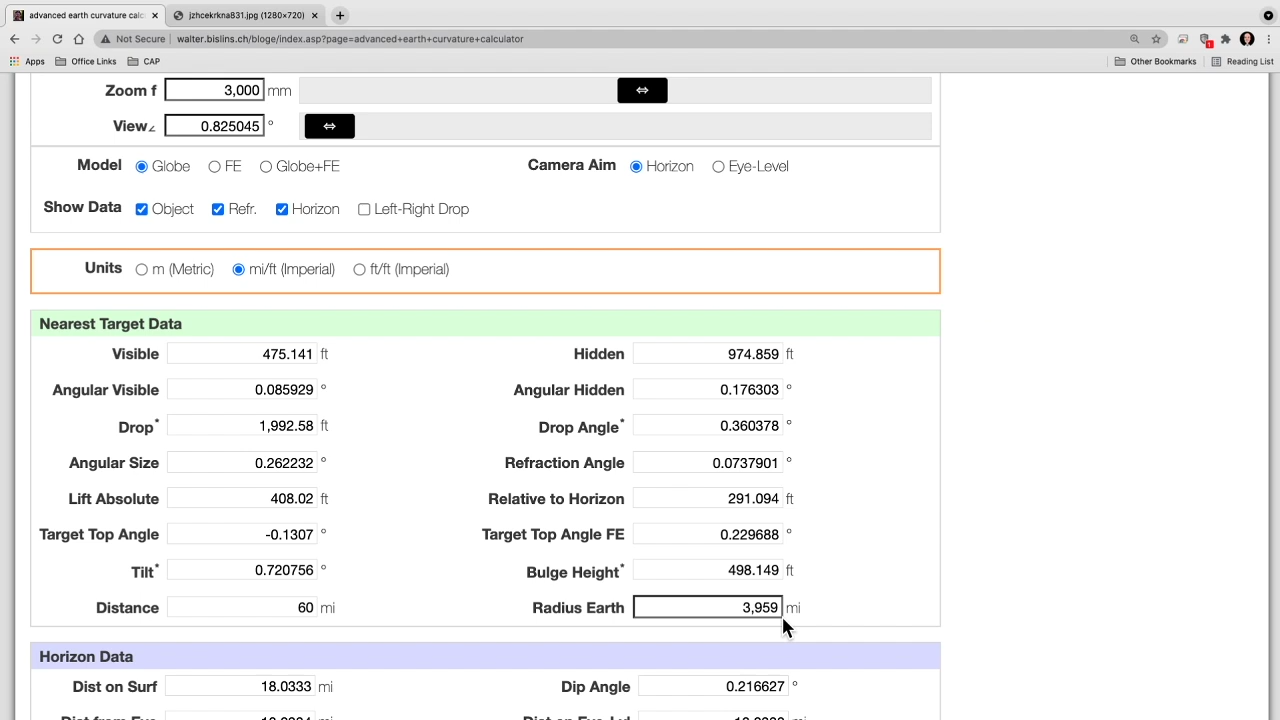 advanced earth curvature calc
jzhcekrkna831.jpg (1280×720)
Not Secure | walter.bislins.ch/bloge/index.asp?page=advanced+earth+curvature+calculator
Apps Office Links CAP Other Bookmarks Reading List
Zoom f 3,000 mm
View∠ 0.825045 °
Model Globe FE Globe+FE Camera Aim Horizon Eye-Level
Show Data Object Refr. Horizon Left-Right Drop
Units m (Metric) mi/ft (Imperial) ft/ft (Imperial)
Nearest Target Data
Visible 475.141 ft Hidden 974.859 ft
Angular Visible 0.085929 ° Angular Hidden 0.176303 °
Drop* 1,992.58 ft Drop Angle* 0.360378 °
Angular Size 0.262232 ° Refraction Angle 0.0737901 °
Lift Absolute 408.02 ft Relative to Horizon 291.094 ft
Target Top Angle -0.1307 ° Target Top Angle FE 0.229688 °
Tilt* 0.720756 ° Bulge Height* 498.149 ft
Distance 60 mi Radius Earth 3,959 mi
Horizon Data
Dist on Surf 18.0333 mi Dip Angle 0.216627 °